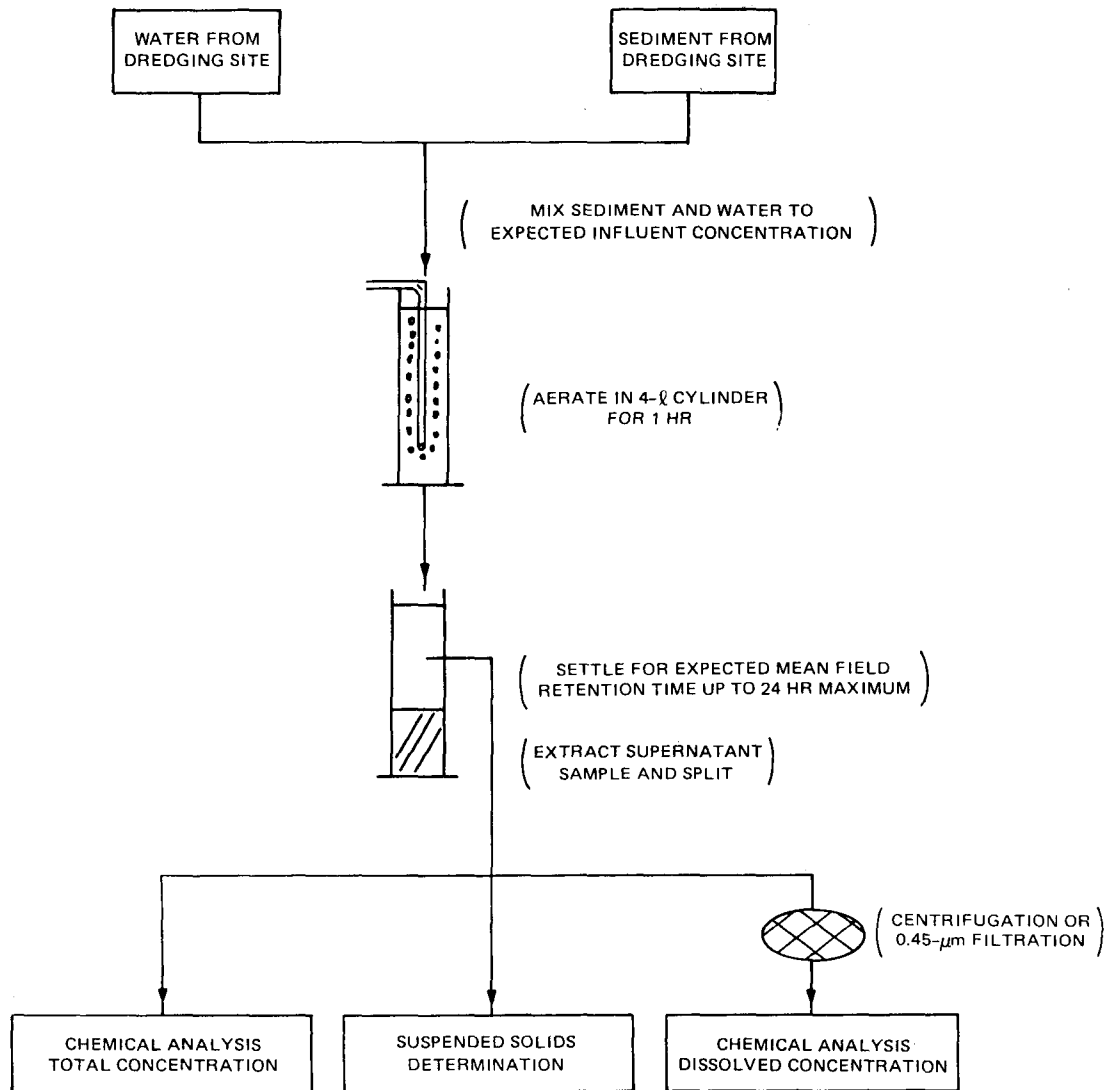 WATER FROM
DREDGING SITE
SEDIMENT FROM
DREDGING SITE
(MIX SEDIMENT AND WATER TO
EXPECTED INFLUENT CONCENTRATION)
(AERATE IN 4-ℓ CYLINDER
FOR 1 HR)
(SETTLE FOR EXPECTED MEAN FIELD
RETENTION TIME UP TO 24 HR MAXIMUM)
(EXTRACT SUPERNATANT
SAMPLE AND SPLIT)
(CENTRIFUGATION OR
0.45-μm FILTRATION)
CHEMICAL ANALYSIS
TOTAL CONCENTRATION
SUSPENDED SOLIDS
DETERMINATION
CHEMICAL ANALYSIS
DISSOLVED CONCENTRATION